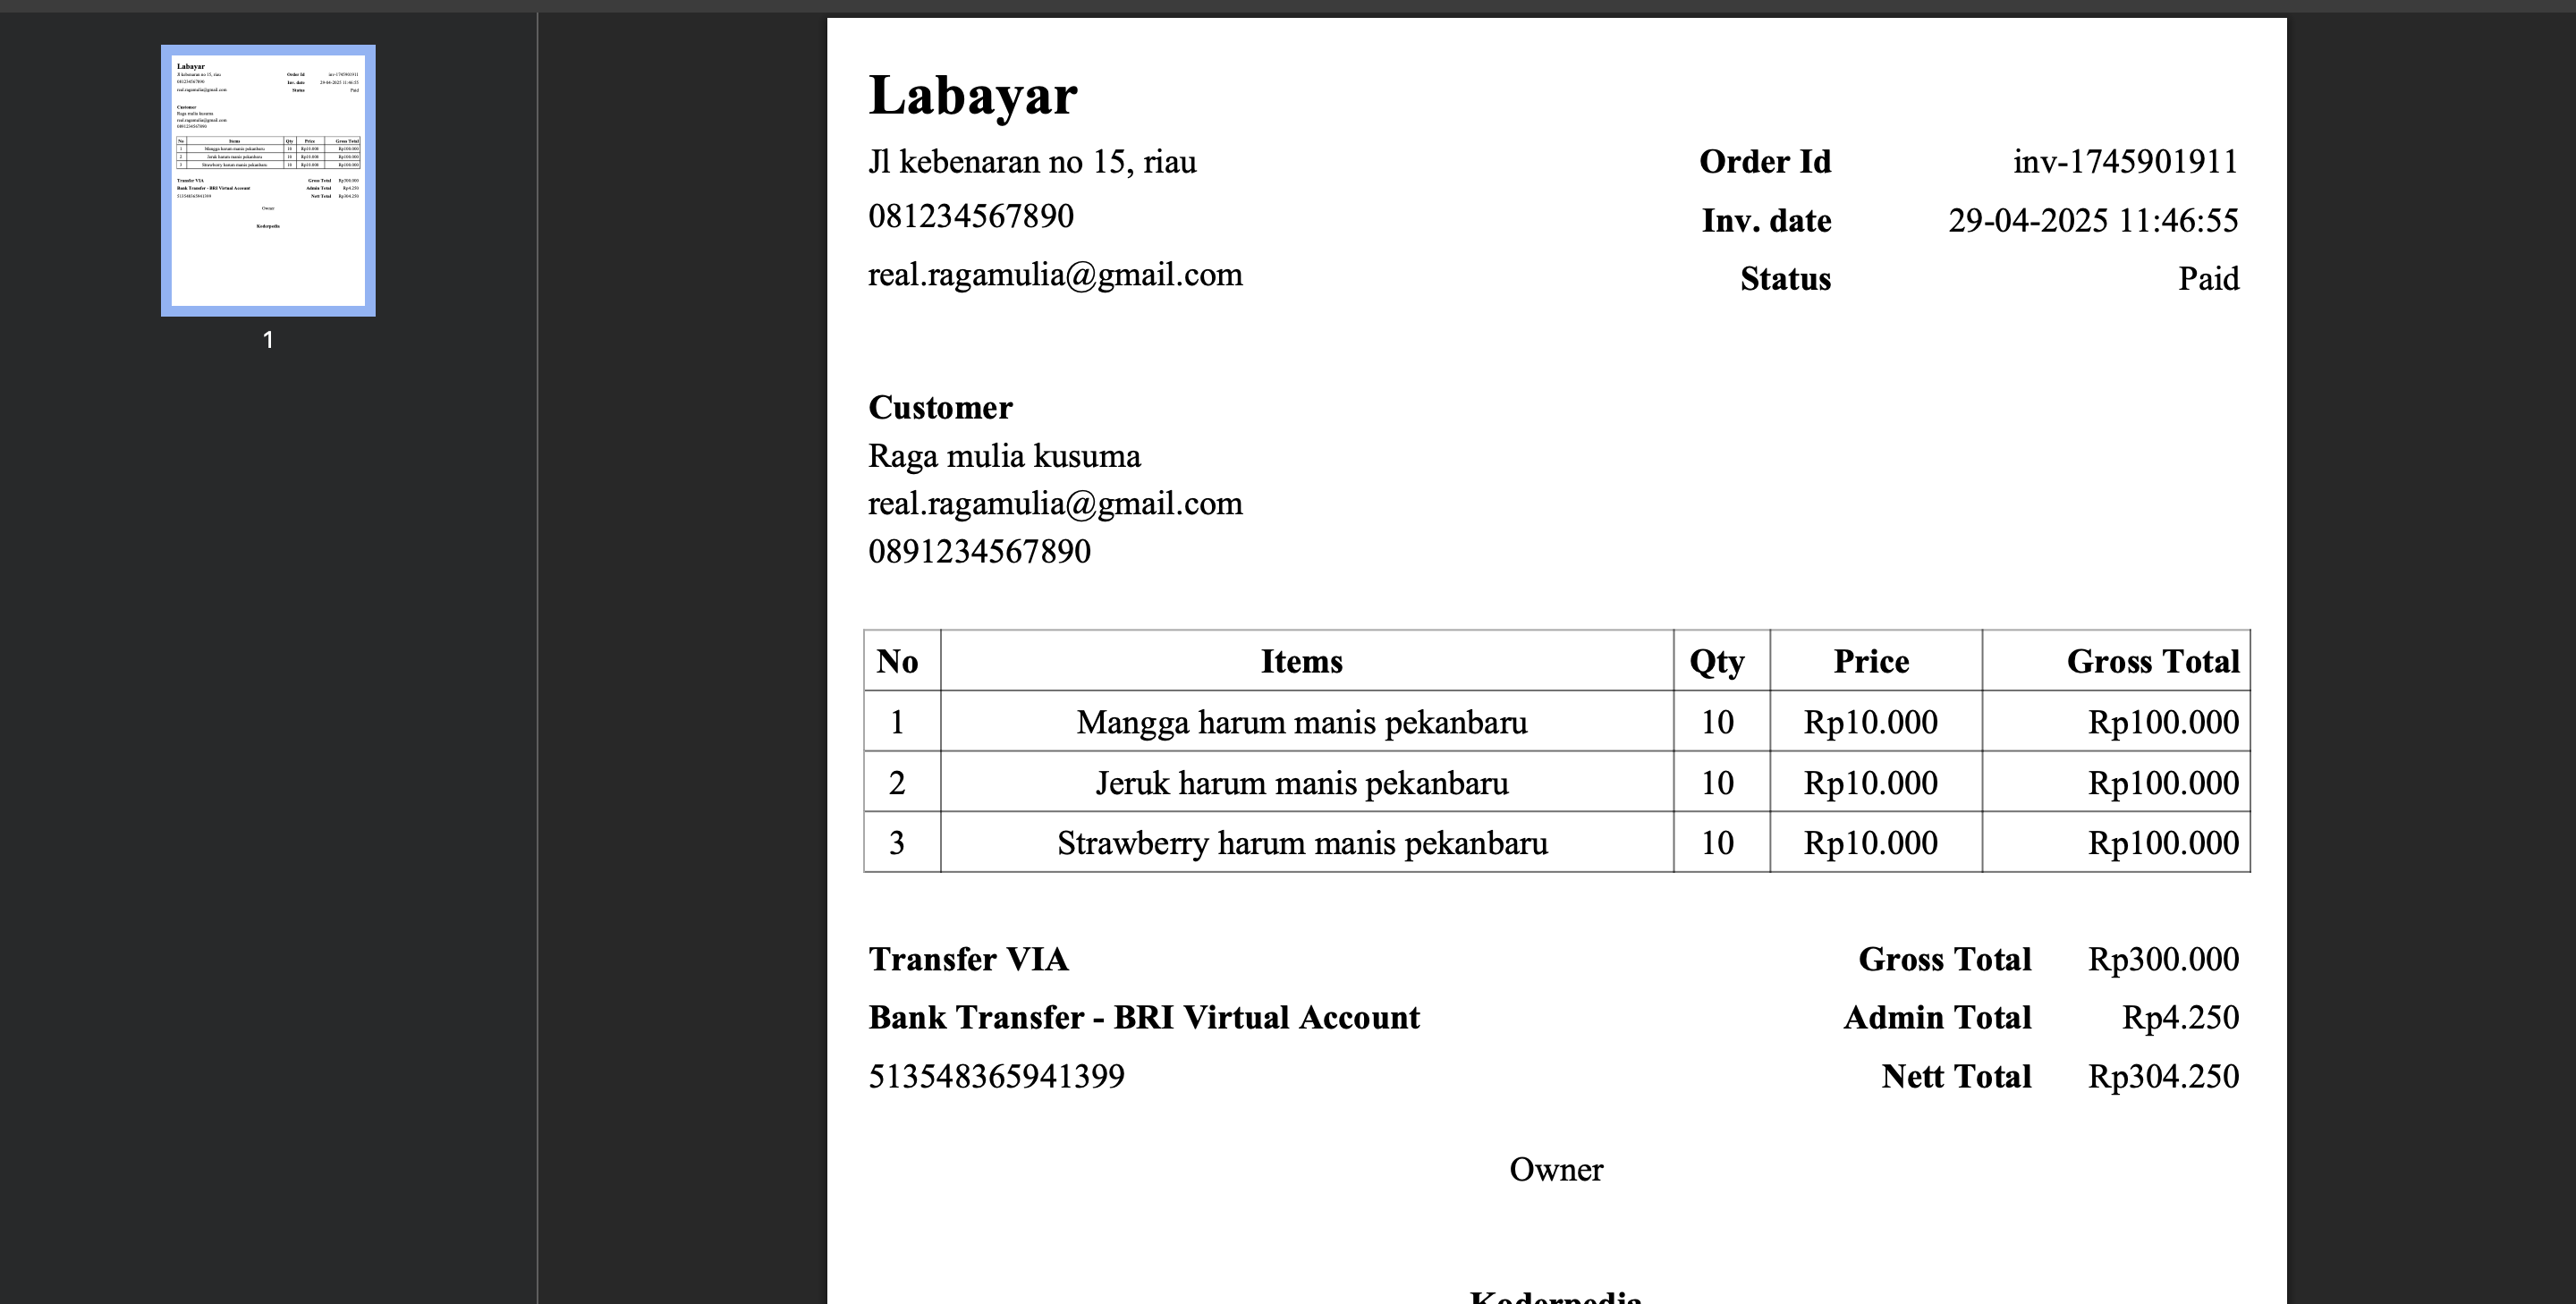 Labayar
Jl kebenaran no 15, riau
081234567890
real.ragamulia@gmail.com
Order Id inv-1745901911
Inv. date 29-04-2025 11:46:55
Status Paid
Customer
Raga mulia kusuma
real.ragamulia@gmail.com
0891234567890
No Items Qty Price Gross Total
1 Mangga harum manis pekanbaru 10 Rp10.000 Rp100.000
2 Jeruk harum manis pekanbaru 10 Rp10.000 Rp100.000
3 Strawberry harum manis pekanbaru 10 Rp10.000 Rp100.000
Transfer VIA
Bank Transfer - BRI Virtual Account
513548365941399
Gross Total Rp300.000
Admin Total Rp4.250
Nett Total Rp304.250
Owner
Koderpedia
1